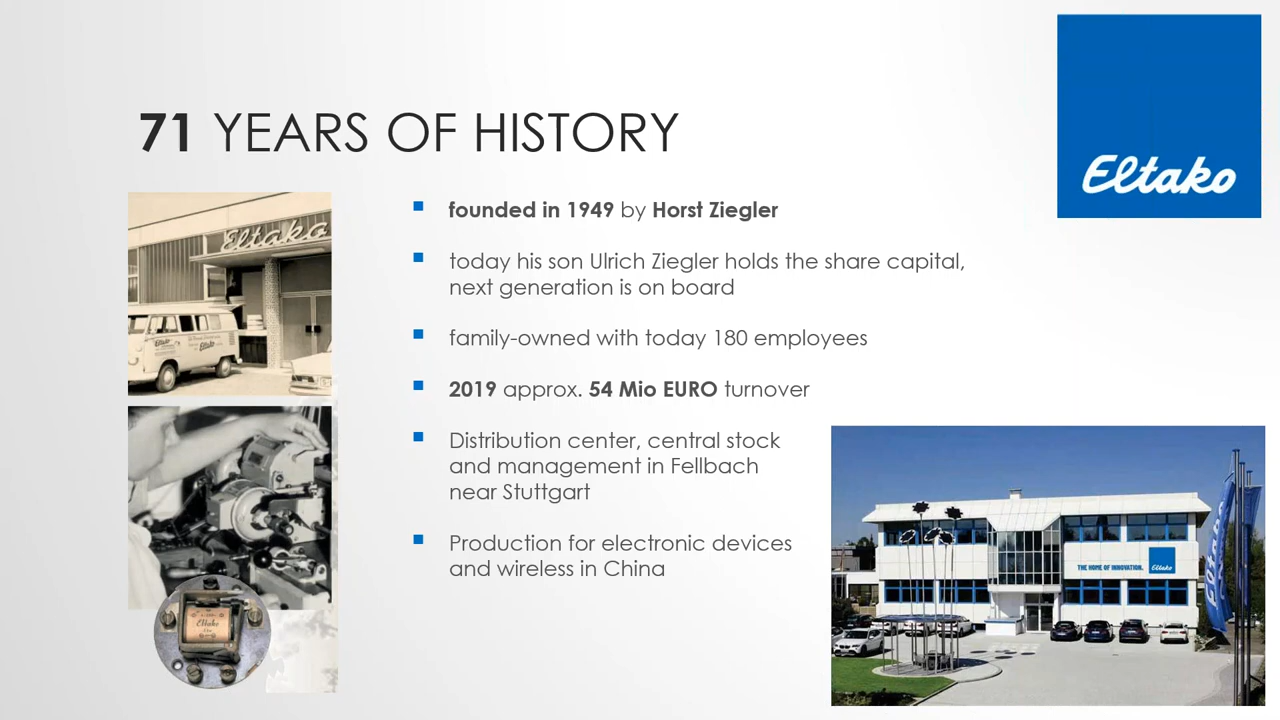 71 YEARS OF HISTORY
Eltako
Eltako
founded in 1949 by Horst Ziegler
today his son Ulrich Ziegler holds the share capital,
next generation is on board
family-owned with today 180 employees
2019 approx. 54 Mio EURO turnover
Distribution center, central stock
and management in Fellbach
near Stuttgart
Production for electronic devices
and wireless in China
Eltako
Eltako
THE HOME OF INNOVATION.
Eltako
Eltako